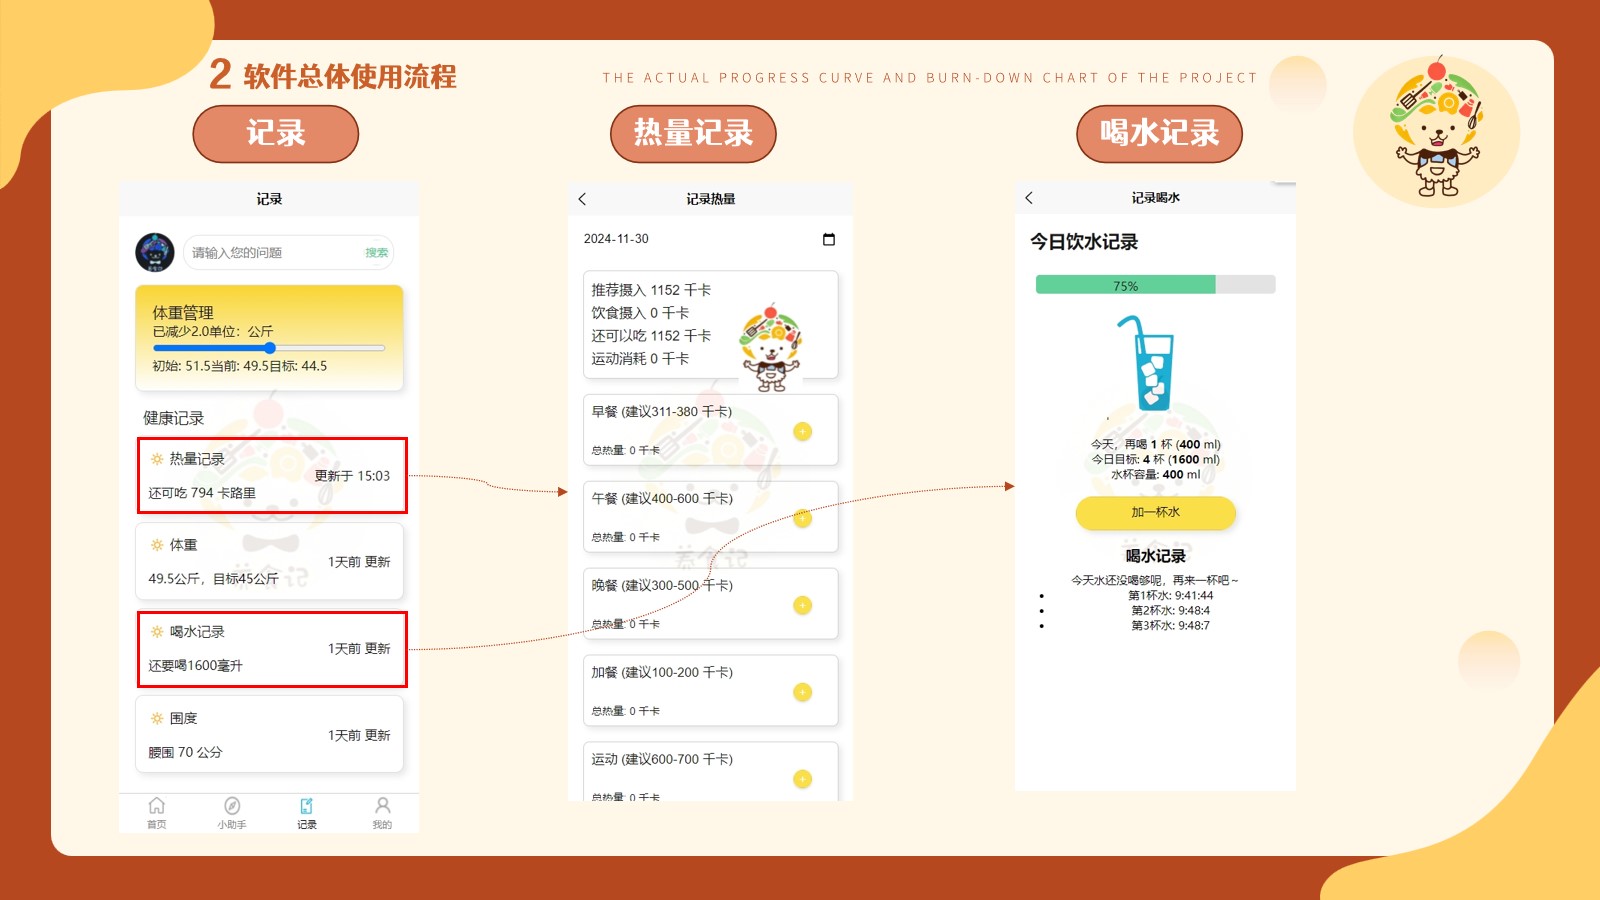 2 软件总体使用流程
THE ACTUAL PROGRESS CURVE AND BURN-DOWN CHART OF THE PROJECT
记录
热量记录
喝水记录
记录
请输入您的问题
搜索
体重管理
已减少2.0单位：公斤
初始: 51.5当前: 49.5目标: 44.5
健康记录
热量记录
更新于 15:03
还可吃 794 卡路里
体重
1天前 更新
49.5公斤，目标45公斤
喝水记录
1天前 更新
还要喝1600毫升
围度
1天前 更新
腰围 70 公分
首页
小助手
记录
我的
记录热量
2024-11-30
推荐摄入 1152 千卡
饮食摄入 0 千卡
还可以吃 1152 千卡
运动消耗 0 千卡
早餐 (建议311-380 千卡)
总热量: 0 千卡
午餐 (建议400-600 千卡)
总热量: 0 千卡
养食记
晚餐 (建议300-500 千卡)
总热量: 0 千卡
加餐 (建议100-200 千卡)
总热量: 0 千卡
运动 (建议600-700 千卡)
总热量: 0 千卡
记录喝水
今日饮水记录
75%
今天，再喝 1 杯 (400 ml)
今日目标: 4 杯 (1600 ml)
水杯容量: 400 ml
加一杯水
喝水记录
今天水还没喝够呢，再来一杯吧～
• 第1杯水: 9:41:44
• 第2杯水: 9:48:4
• 第3杯水: 9:48:7